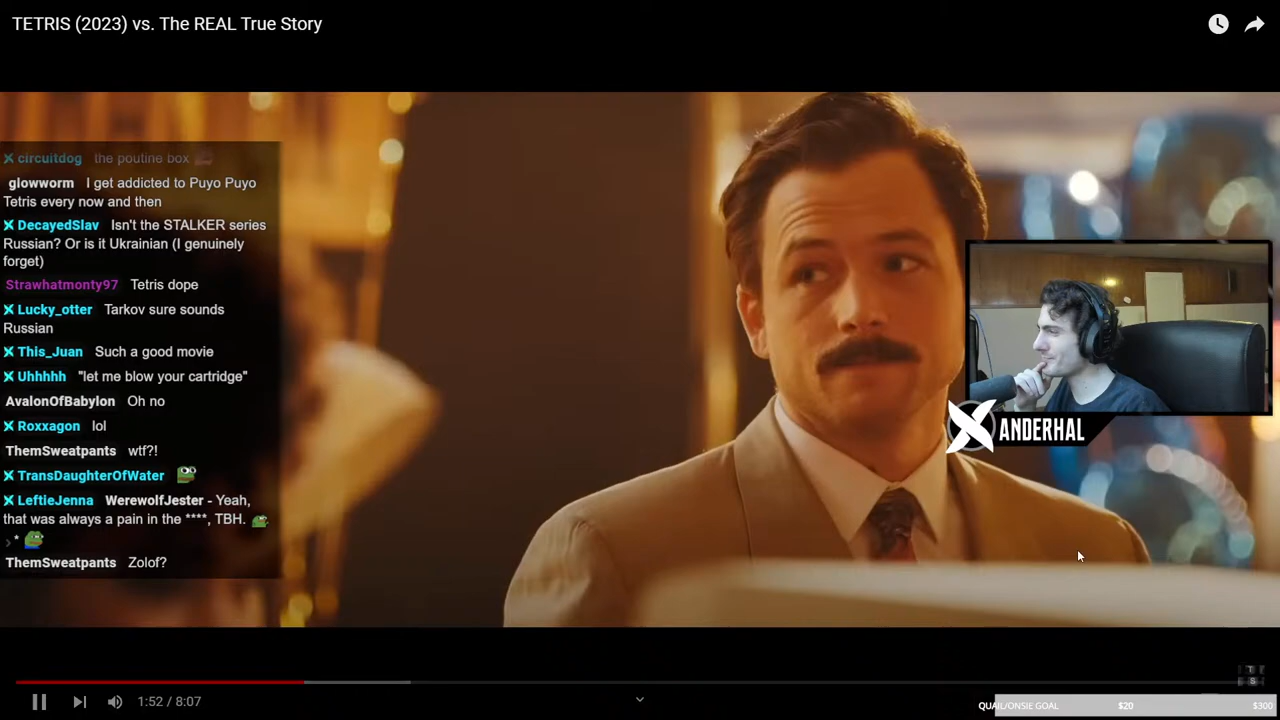 TETRIS (2023) vs. The REAL True Story
circuitdog the poutine box
glowworm I get addicted to Puyo Puyo
Tetris every now and then
DecayedSlav Isn't the STALKER series
Russian? Or is it Ukrainian (I genuinely
forget)
Strawhatmonty97 Tetris dope
Lucky_otter Tarkov sure sounds
Russian
This_Juan Such a good movie
Uhhhhh "let me blow your cartridge"
AvalonOfBabylon Oh no
Roxxagon lol
ThemSweatpants wtf?!
TransDaughterOfWater
LeftieJenna WerewolfJester - Yeah,
that was always a pain in the ****, TBH.
*
ThemSweatpants Zolof?
ANDERHAL
1:52 / 8:07
T
S
QUAIL/ONSIE GOAL $20 $300